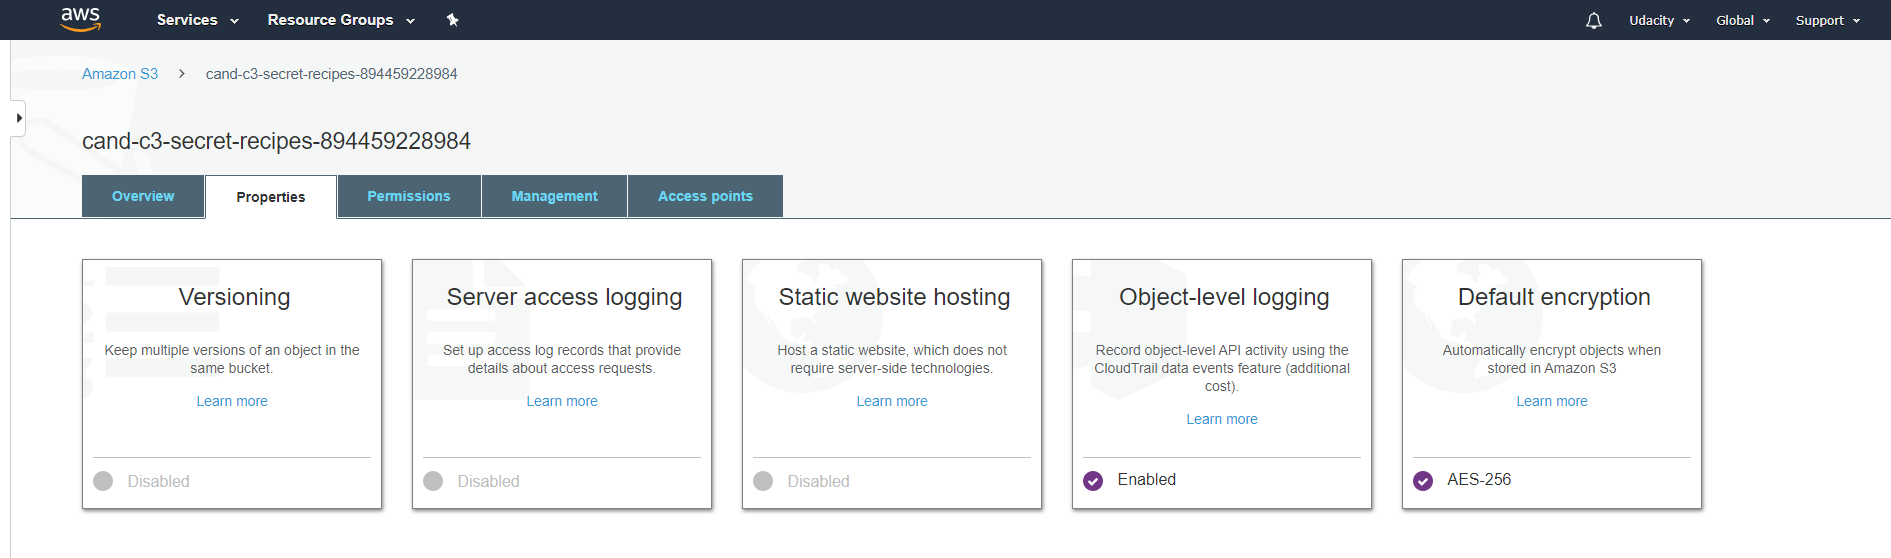 aws Services Resource Groups Udacity Global Support
Amazon S3 > cand-c3-secret-recipes-894459228984
cand-c3-secret-recipes-894459228984
Overview Properties Permissions Management Access points
Versioning
Keep multiple versions of an object in the
same bucket.
Learn more
Disabled
Server access logging
Set up access log records that provide
details about access requests.
Learn more
Disabled
Static website hosting
Host a static website, which does not
require server-side technologies.
Learn more
Disabled
Object-level logging
Record object-level API activity using the
CloudTrail data events feature (additional
cost).
Learn more
Enabled
Default encryption
Automatically encrypt objects when
stored in Amazon S3
Learn more
AES-256